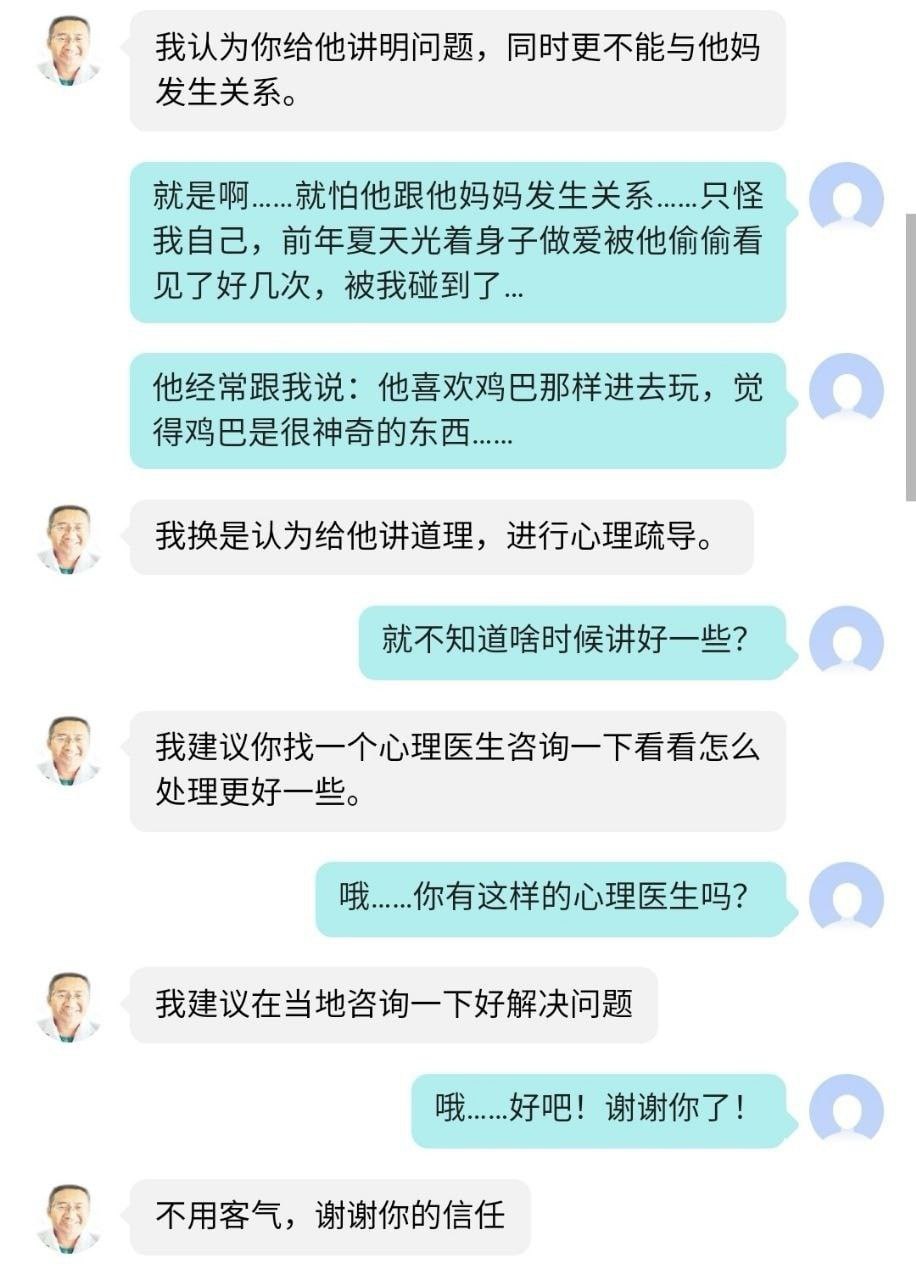 我认为你给他讲明问题，同时更不能与他妈
发生关系。
就是啊……就怕他跟他妈妈发生关系……只怪
我自己，前年夏天光着身子做爱被他偷偷看
见了好几次，被我碰到了…
他经常跟我说：他喜欢鸡巴那样进去玩，觉
得鸡巴是很神奇的东西……
我换是认为给他讲道理，进行心理疏导。
就不知道啥时候讲好一些？
我建议你找一个心理医生咨询一下看看怎么
处理更好一些。
哦……你有这样的心理医生吗？
我建议在当地咨询一下好解决问题
哦……好吧！谢谢你了！
不用客气，谢谢你的信任